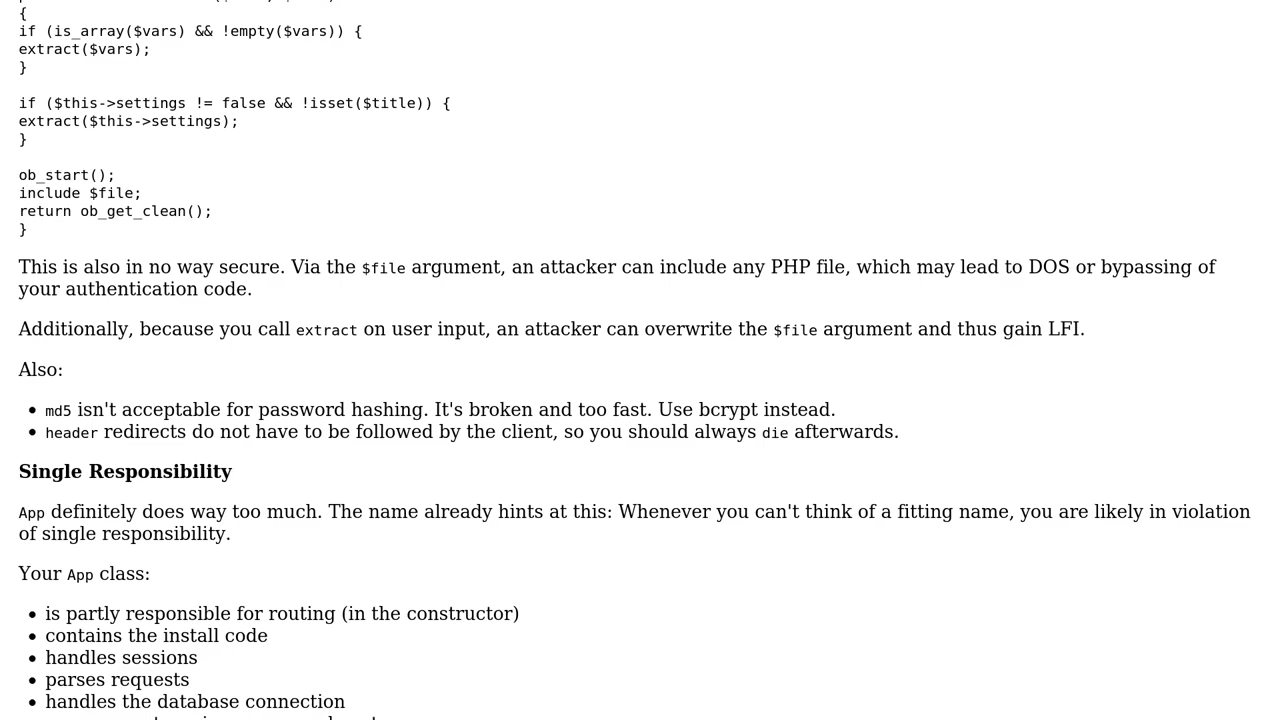 {
if (is_array($vars) && !empty($vars)) {
extract($vars);
}
if ($this->settings != false && !isset($title)) {
extract($this->settings);
}
ob_start();
include $file;
return ob_get_clean();
}
This is also in no way secure. Via the $file argument, an attacker can include any PHP file, which may lead to DOS or bypassing of
your authentication code.
Additionally, because you call extract on user input, an attacker can overwrite the $file argument and thus gain LFI.
Also:
• md5 isn't acceptable for password hashing. It's broken and too fast. Use bcrypt instead.
• header redirects do not have to be followed by the client, so you should always die afterwards.
Single Responsibility
App definitely does way too much. The name already hints at this: Whenever you can't think of a fitting name, you are likely in violation
of single responsibility.
Your App class:
• is partly responsible for routing (in the constructor)
• contains the install code
• handles sessions
• parses requests
• handles the database connection